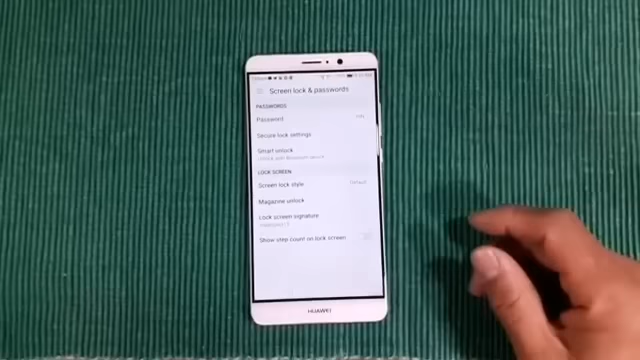 Screen lock & passwords
PASSWORDS
Password
Secure lock settings
Smart unlock
Unlock with Bluetooth device
LOCK SCREEN
Screen lock style Default
Magazine unlock
Lock screen signature
Show step count on lock screen
HUAWEI